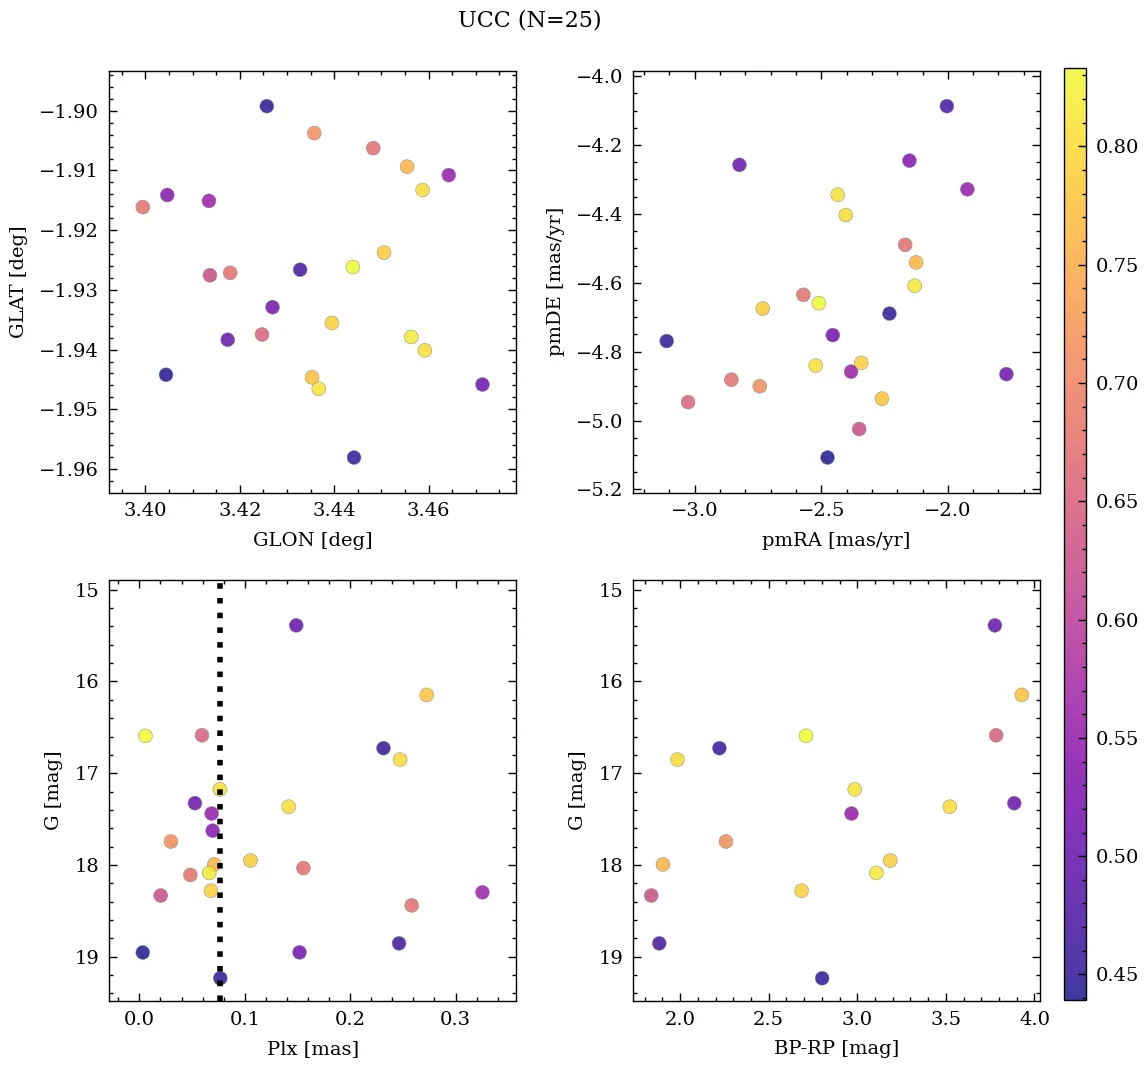 UCC (N=25)
−1.90
−1.91
−1.92
−1.93
−1.94
−1.95
−1.96
GLAT [deg]
3.40 3.42 3.44 3.46
GLON [deg]
−4.0
−4.2
−4.4
−4.6
−4.8
−5.0
−5.2
pmDE [mas/yr]
−3.0 −2.5 −2.0
pmRA [mas/yr]
15
16
17
18
19
G [mag]
0.0 0.1 0.2 0.3
Plx [mas]
15
16
17
18
19
G [mag]
2.0 2.5 3.0 3.5 4.0
BP-RP [mag]
0.80
0.75
0.70
0.65
0.60
0.55
0.50
0.45